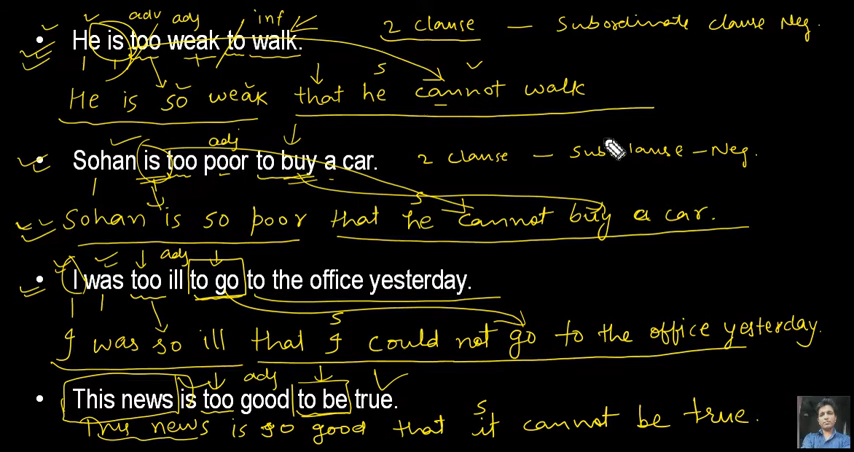 adv adj inf
• He is too weak to walk. 2 clause — Subordinate clause Neg.
S
He is so weak that he cannot walk
adj
• Sohan is too poor to buy a car. 2 clause — Sub clause – Neg.
S
Sohan is so poor that he cannot buy a car.
adj
• I was too ill to go to the office yesterday.
S
I was so ill that I could not go to the office yesterday.
adj
• This news is too good to be true.
S
This news is so good that it cannot be true.